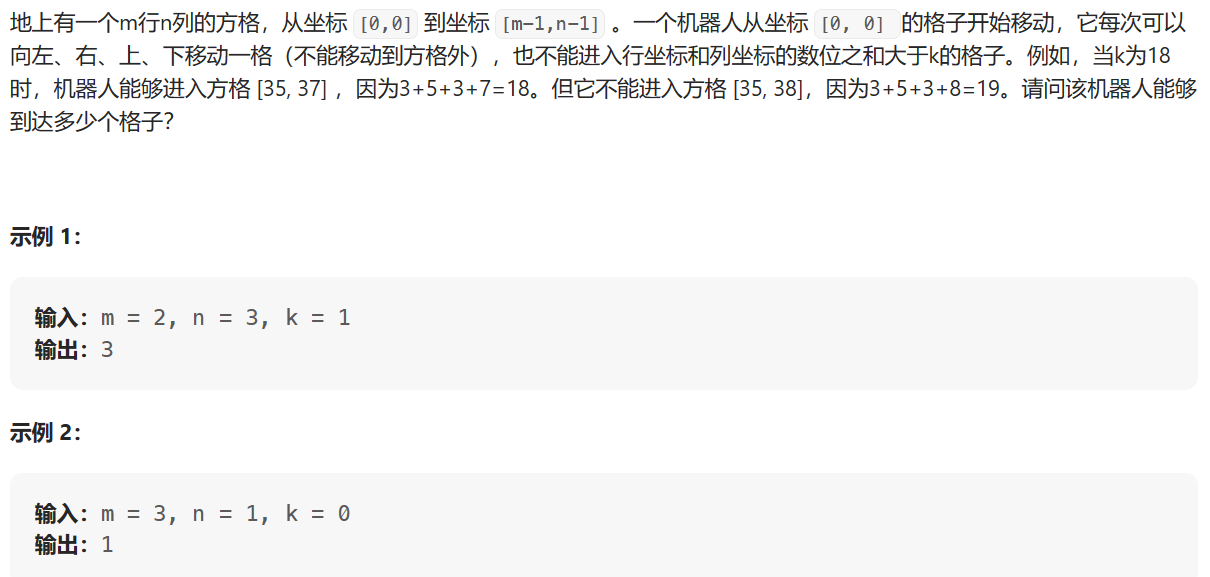 地上有一个m行n列的方格，从坐标 [0,0] 到坐标 [m-1,n-1] 。一个机器人从坐标 [0, 0] 的格子开始移动，它每次可以
向左、右、上、下移动一格（不能移动到方格外），也不能进入行坐标和列坐标的数位之和大于k的格子。例如，当k为18
时，机器人能够进入方格 [35, 37] ，因为3+5+3+7=18。但它不能进入方格 [35, 38]，因为3+5+3+8=19。请问该机器人能够
到达多少个格子？
示例 1：
输入：m = 2, n = 3, k = 1
输出：3
示例 2：
输入：m = 3, n = 1, k = 0
输出：1